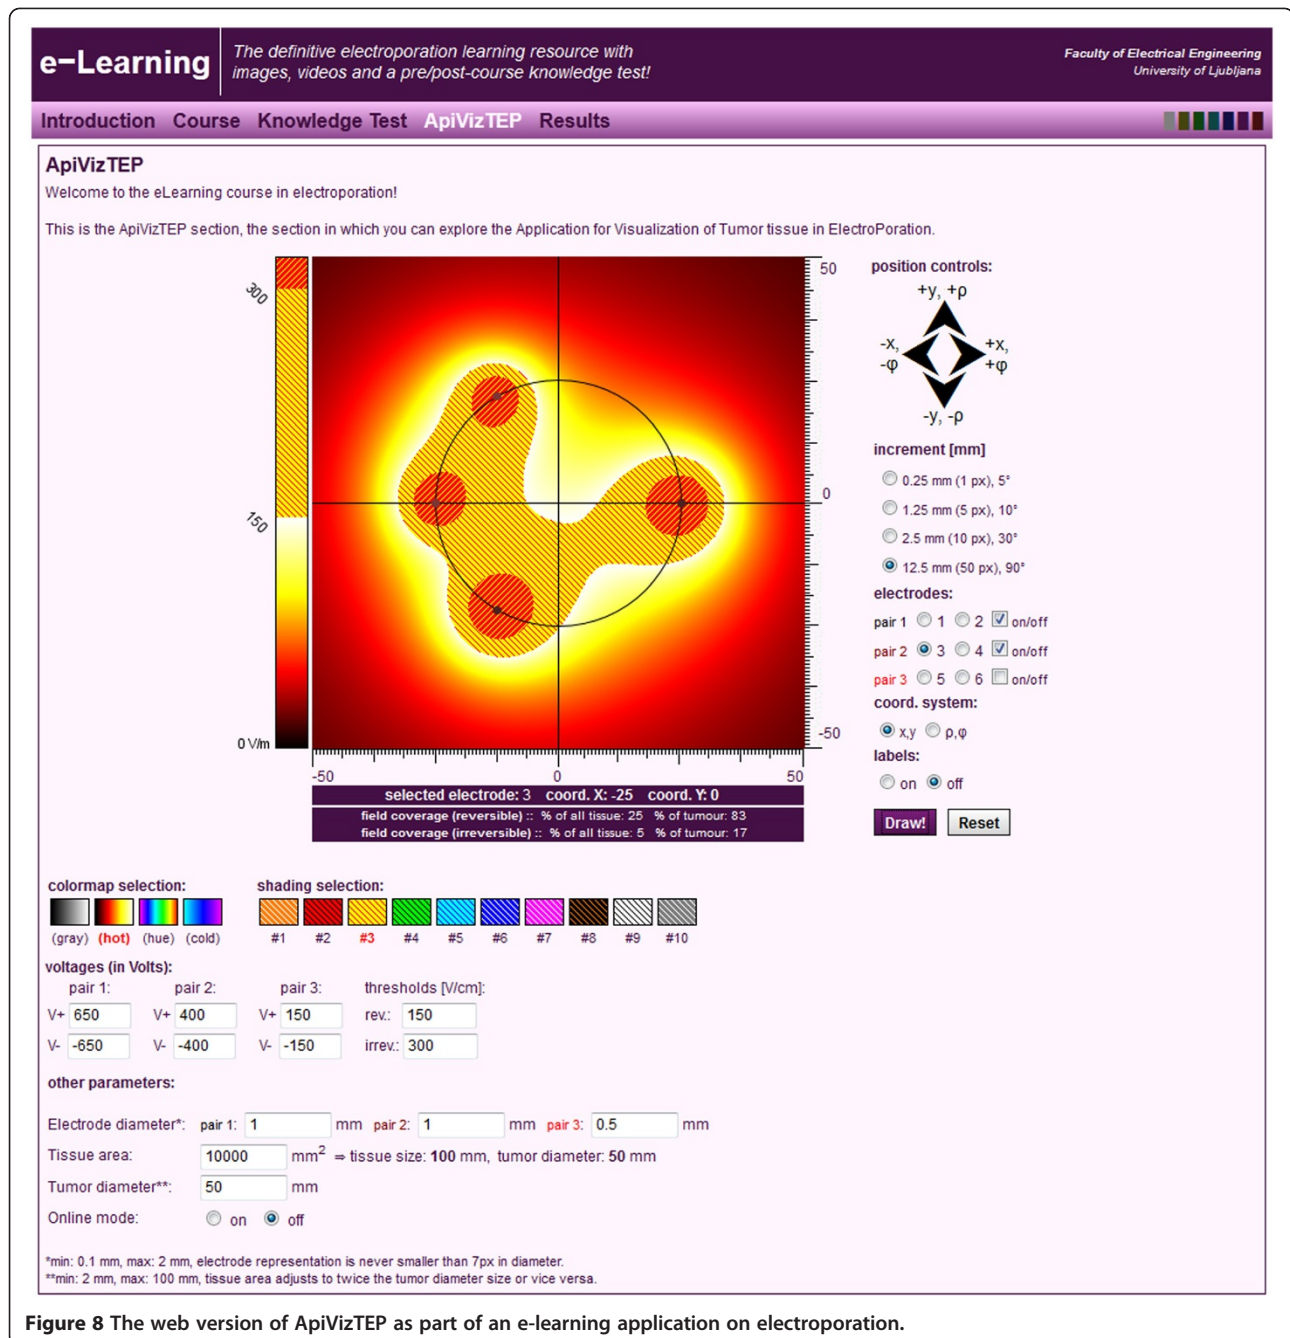 e-Learning
The definitive electroporation learning resource with
images, videos and a pre/post-course knowledge test!
Faculty of Electrical Engineering
University of Ljubljana
Introduction Course Knowledge Test ApiVizTEP Results
ApiVizTEP
Welcome to the eLearning course in electroporation!
This is the ApiVizTEP section, the section in which you can explore the Application for Visualization of Tumor tissue in ElectroPoration.
300
150
0 V/m
50
0
-50
-50 0 50
selected electrode: 3 coord. X: -25 coord. Y: 0
field coverage (reversible) :: % of all tissue: 25 % of tumour: 83
field coverage (irreversible) :: % of all tissue: 5 % of tumour: 17
position controls:
+y, +ρ
-x, +x,
-φ +φ
-y, -ρ
increment [mm]
0.25 mm (1 px), 5°
1.25 mm (5 px), 10°
2.5 mm (10 px), 30°
12.5 mm (50 px), 90°
electrodes:
pair 1 1 2 on/off
pair 2 3 4 on/off
pair 3 5 6 on/off
coord. system:
x,y ρ,φ
labels:
on off
Draw! Reset
colormap selection: shading selection:
(gray) (hot) (hue) (cold) #1 #2 #3 #4 #5 #6 #7 #8 #9 #10
voltages (in Volts):
pair 1: pair 2: pair 3: thresholds [V/cm]:
V+ 650 V+ 400 V+ 150 rev.: 150
V- -650 V- -400 V- -150 irrev.: 300
other parameters:
Electrode diameter*: pair 1: 1 mm pair 2: 1 mm pair 3: 0.5 mm
Tissue area: 10000 mm² ⇒ tissue size: 100 mm, tumor diameter: 50 mm
Tumor diameter**: 50 mm
Online mode: on off
*min: 0.1 mm, max: 2 mm, electrode representation is never smaller than 7px in diameter.
**min: 2 mm, max: 100 mm, tissue area adjusts to twice the tumor diameter size or vice versa.
Figure 8 The web version of ApiVizTEP as part of an e-learning application on electroporation.